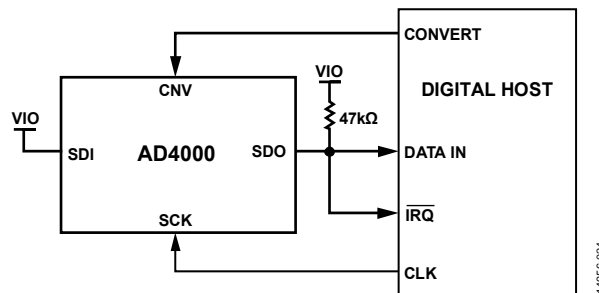 CONVERT
VIO
CNV
DIGITAL HOST
VIO
47kΩ
SDI
AD4000
SDO
DATA IN
IRQ
SCK
CLK